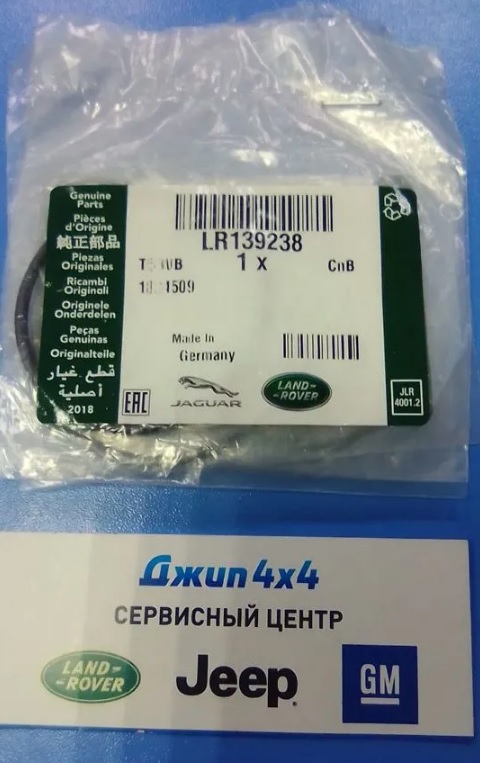 Genuine
Parts
Pièces
d'Origine
純正部品
Piezas
Originales
Ricambi
Originali
Originele
Onderdelen
Peças
Genuinas
Originalteile
قطع غيار
أصلية
2018
LR139238
1 x
CnB
Made In
Germany
EAC
JAGUAR
LAND-
ROVER
JLR
4001.2
Джип 4x4
СЕРВИСНЫЙ ЦЕНТР
LAND-
ROVER
Jeep
GM